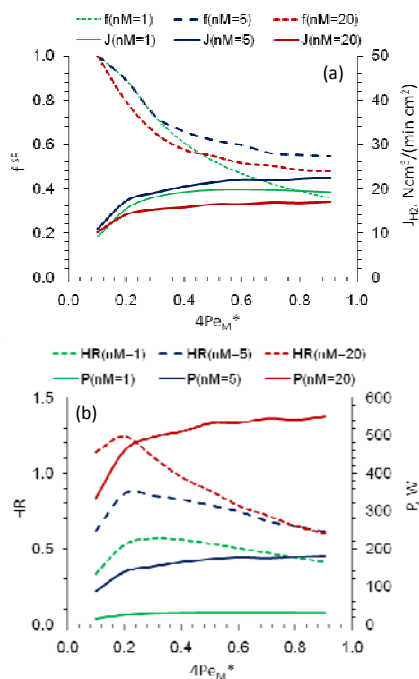 f(nM=1) f(nM=5) f(nM=20)
J(nM=1) J(nM=5) J(nM=20)
(a)
1.0
0.8
0.6
0.4
0.2
0.0
50
40
30
20
10
0
J_H2, Ncm³/(min cm²)
0.0 0.2 0.4 0.6 0.8 1.0
4Pe_M*
HR(nM=1) HR(nM=5) HR(nM=20)
P(nM=1) P(nM=5) P(nM=20)
(b)
1.5
1.0
0.5
0.0
HR
600
500
400
300
200
100
0
P, W
0.0 0.2 0.4 0.6 0.8 1.0
4Pe_M*